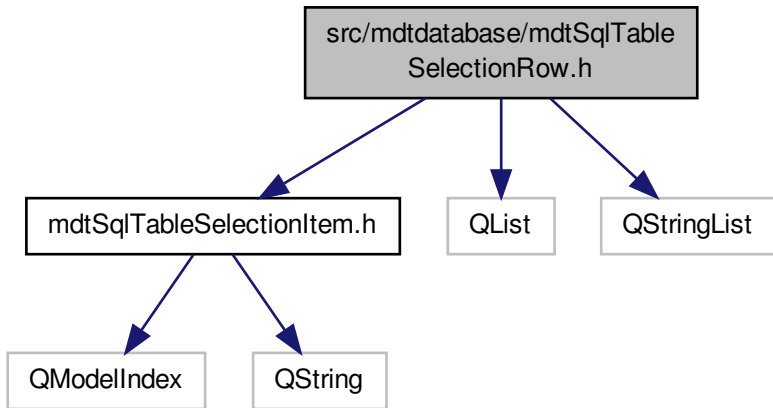 src/mdtdatabase/mdtSqlTable
SelectionRow.h
mdtSqlTableSelectionItem.h
QList
QStringList
QModelIndex
QString